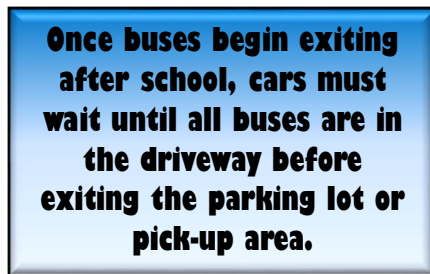 Once buses begin exiting
after school, cars must
wait until all buses are in
the driveway before
exiting the parking lot or
pick-up area.